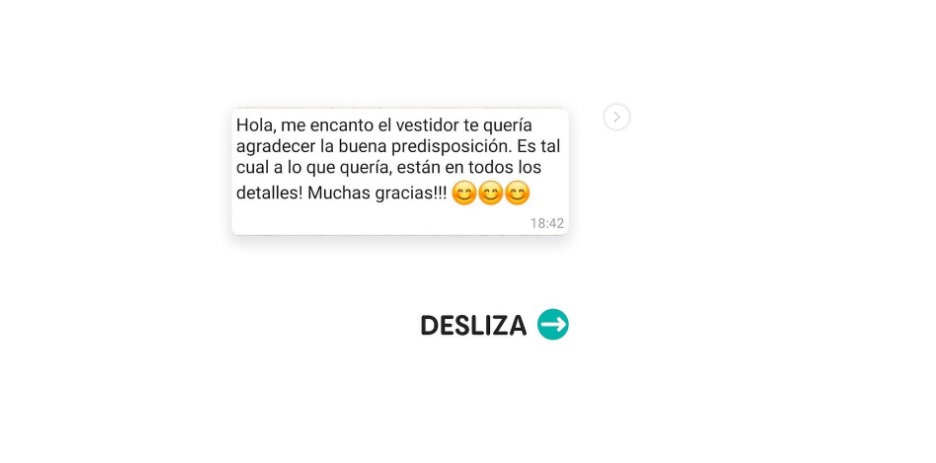 Hola, me encanto el vestidor te quería
agradecer la buena predisposición. Es tal
cual a lo que quería, están en todos los
detalles! Muchas gracias!!! 😊😊😊
18:42
DESLIZA